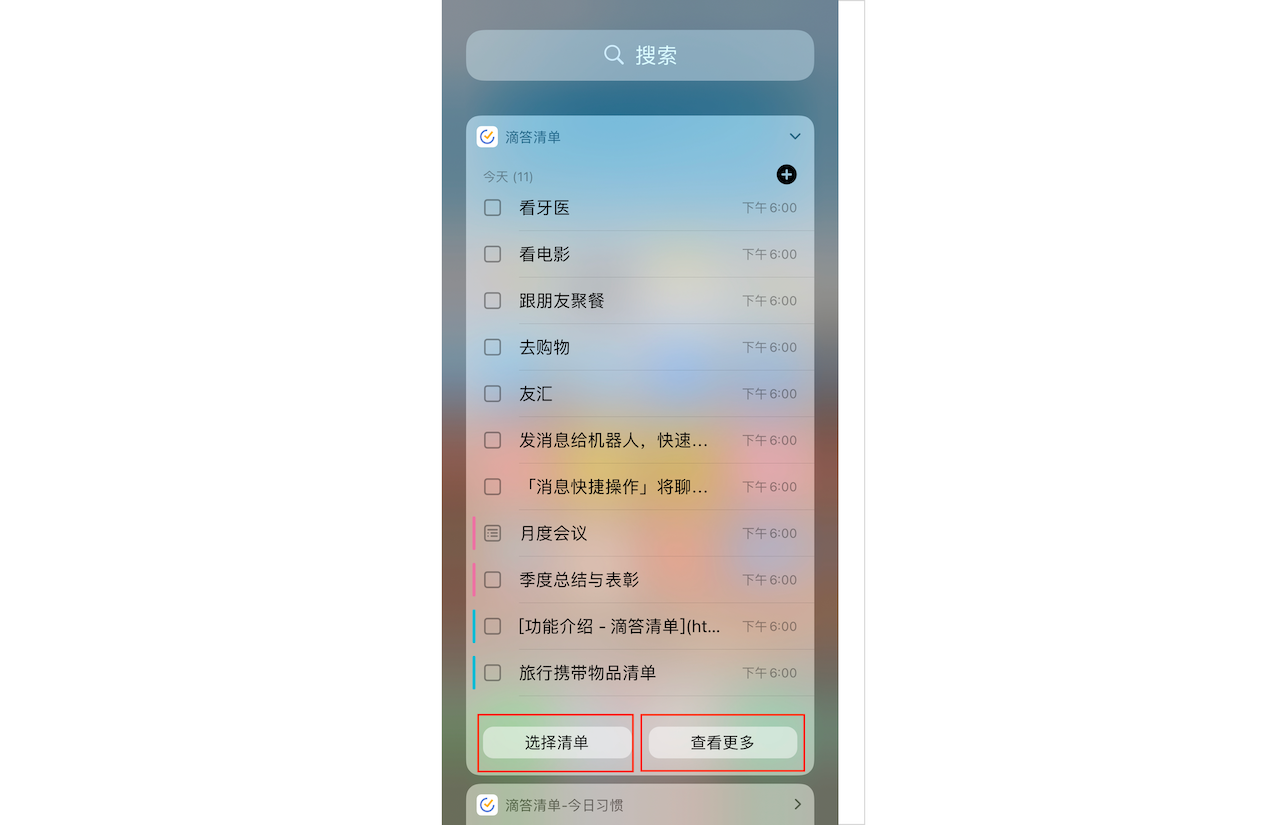 搜索
滴答清单
今天 (11)
看牙医 下午 6:00
看电影 下午 6:00
跟朋友聚餐 下午 6:00
去购物 下午 6:00
友汇 下午 6:00
发消息给机器人，快速... 下午 6:00
「消息快捷操作」将聊... 下午 6:00
月度会议 下午 6:00
季度总结与表彰 下午 6:00
[功能介绍 - 滴答清单](ht... 下午 6:00
旅行携带物品清单 下午 6:00
选择清单 查看更多
滴答清单-今日习惯